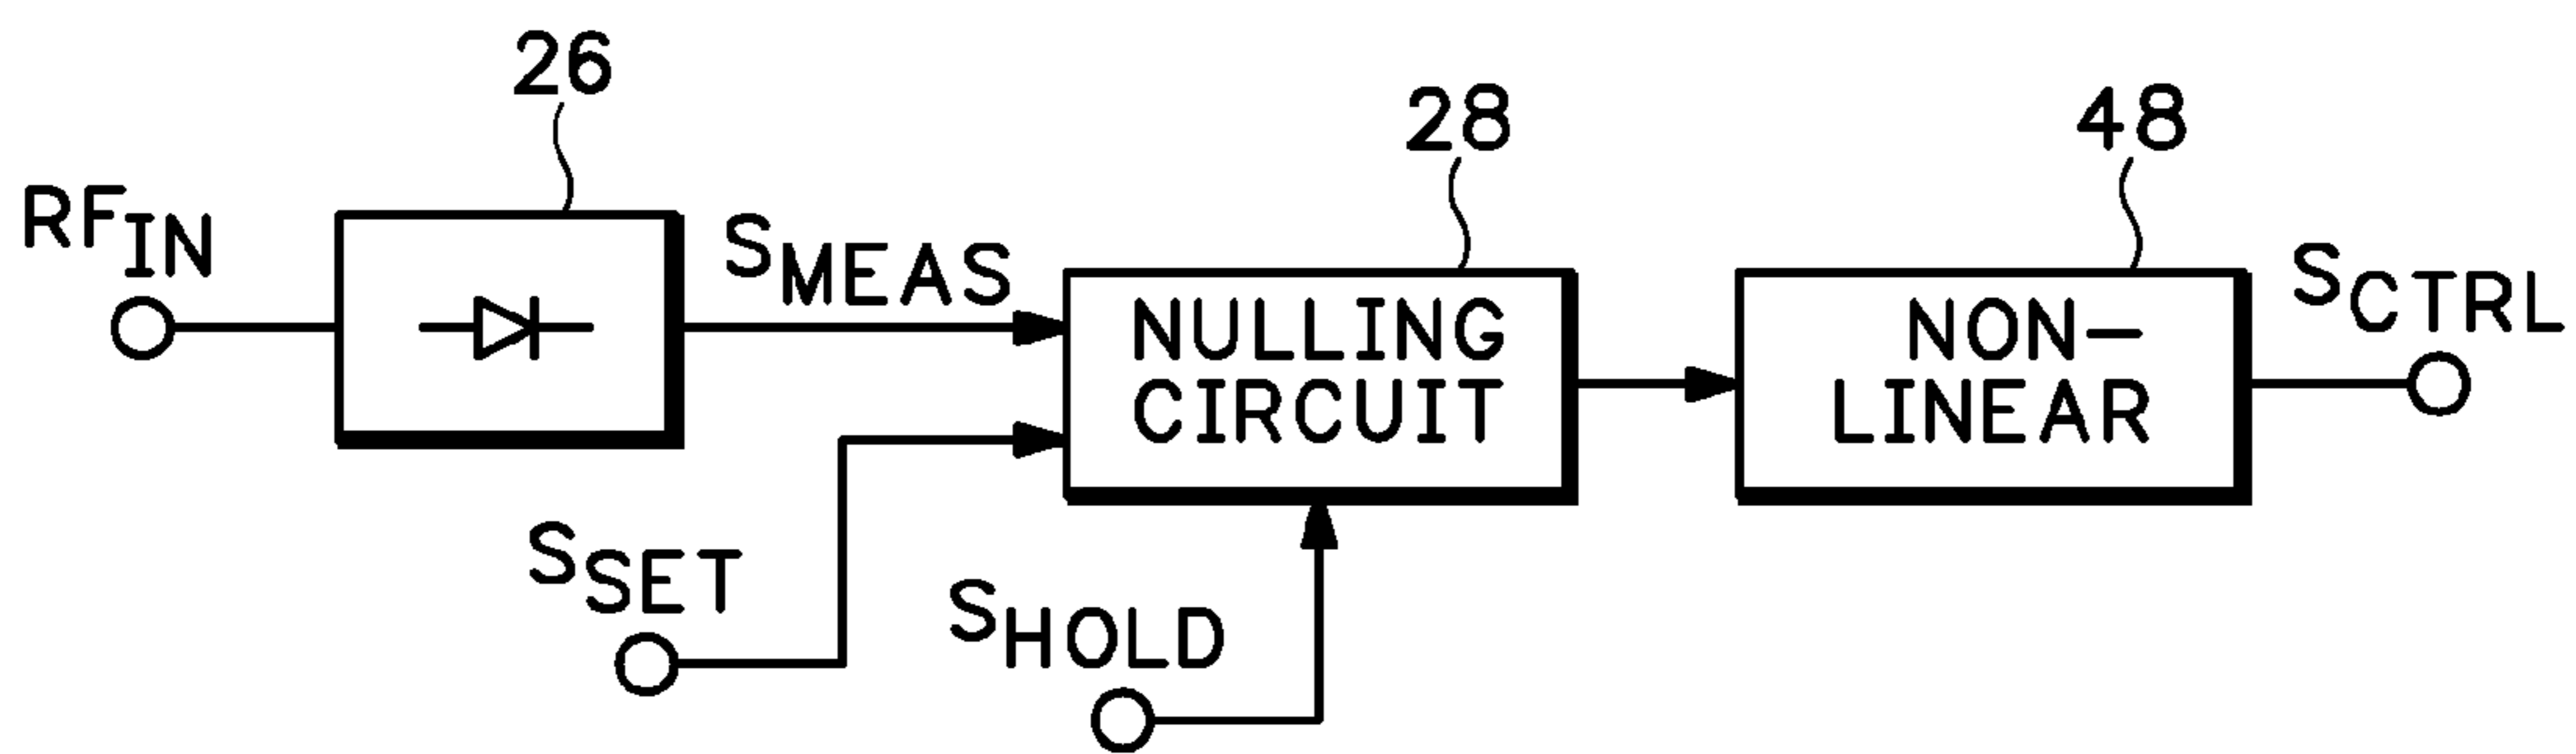 26
28
48
RFIN
SMEAS
SCTRL
NULLING
CIRCUIT
NON-
LINEAR
SSET
SHOLD